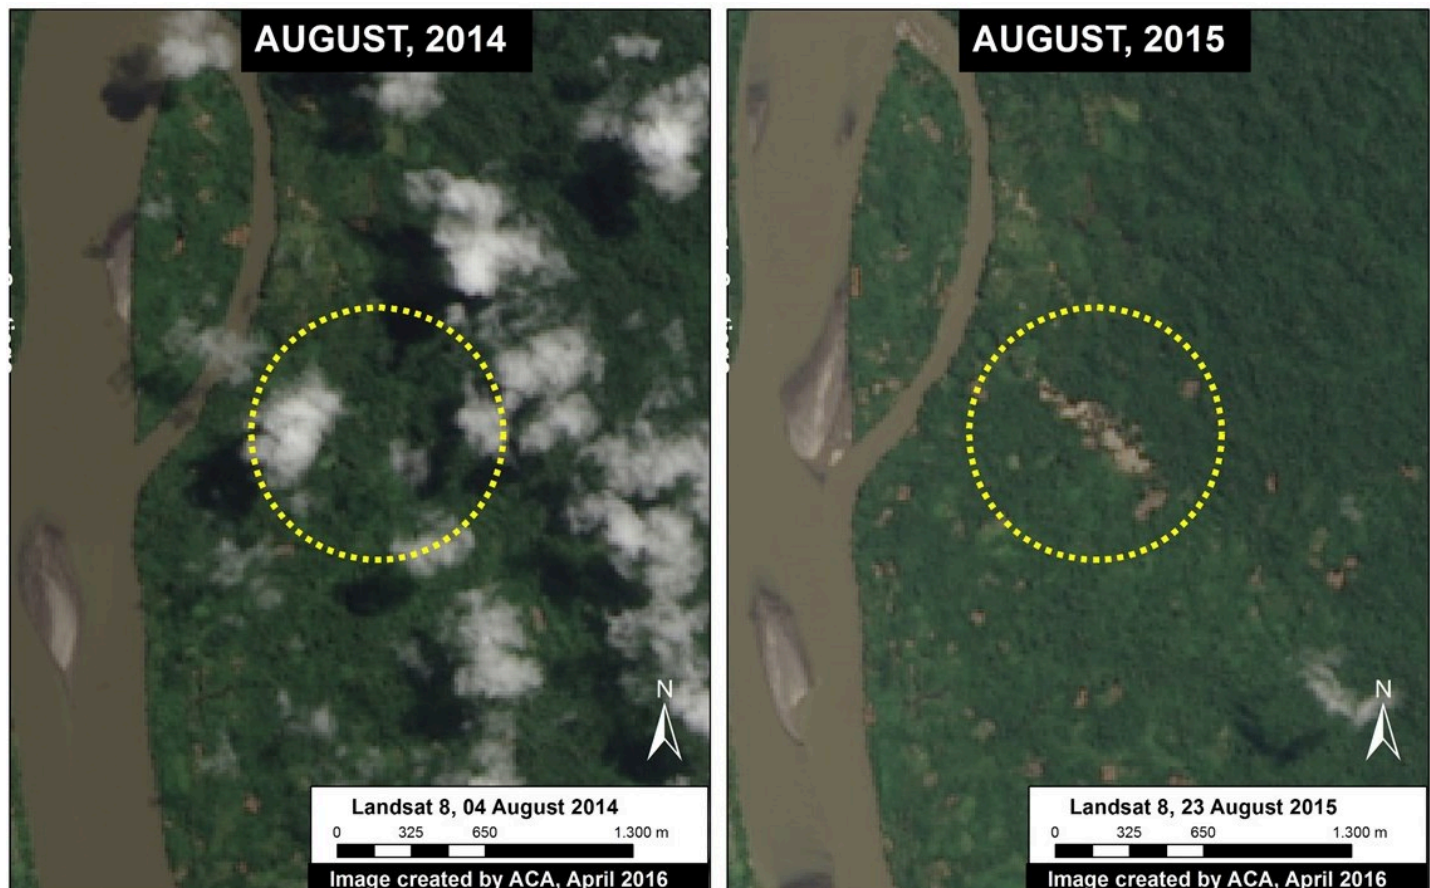 AUGUST, 2014
N
Landsat 8, 04 August 2014
0 325 650 1.300 m
Image created by ACA, April 2016
AUGUST, 2015
N
Landsat 8, 23 August 2015
0 325 650 1.300 m
Image created by ACA, April 2016